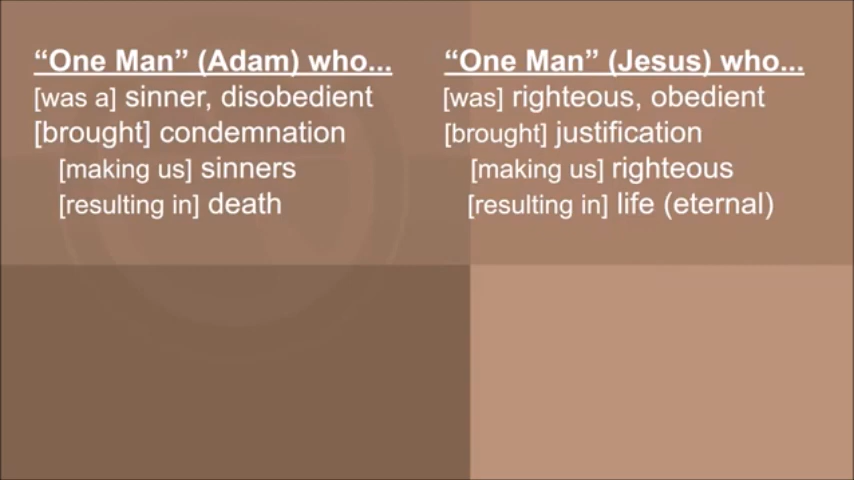 “One Man” (Adam) who...
[was a] sinner, disobedient
[brought] condemnation
[making us] sinners
[resulting in] death
“One Man” (Jesus) who...
[was] righteous, obedient
[brought] justification
[making us] righteous
[resulting in] life (eternal)